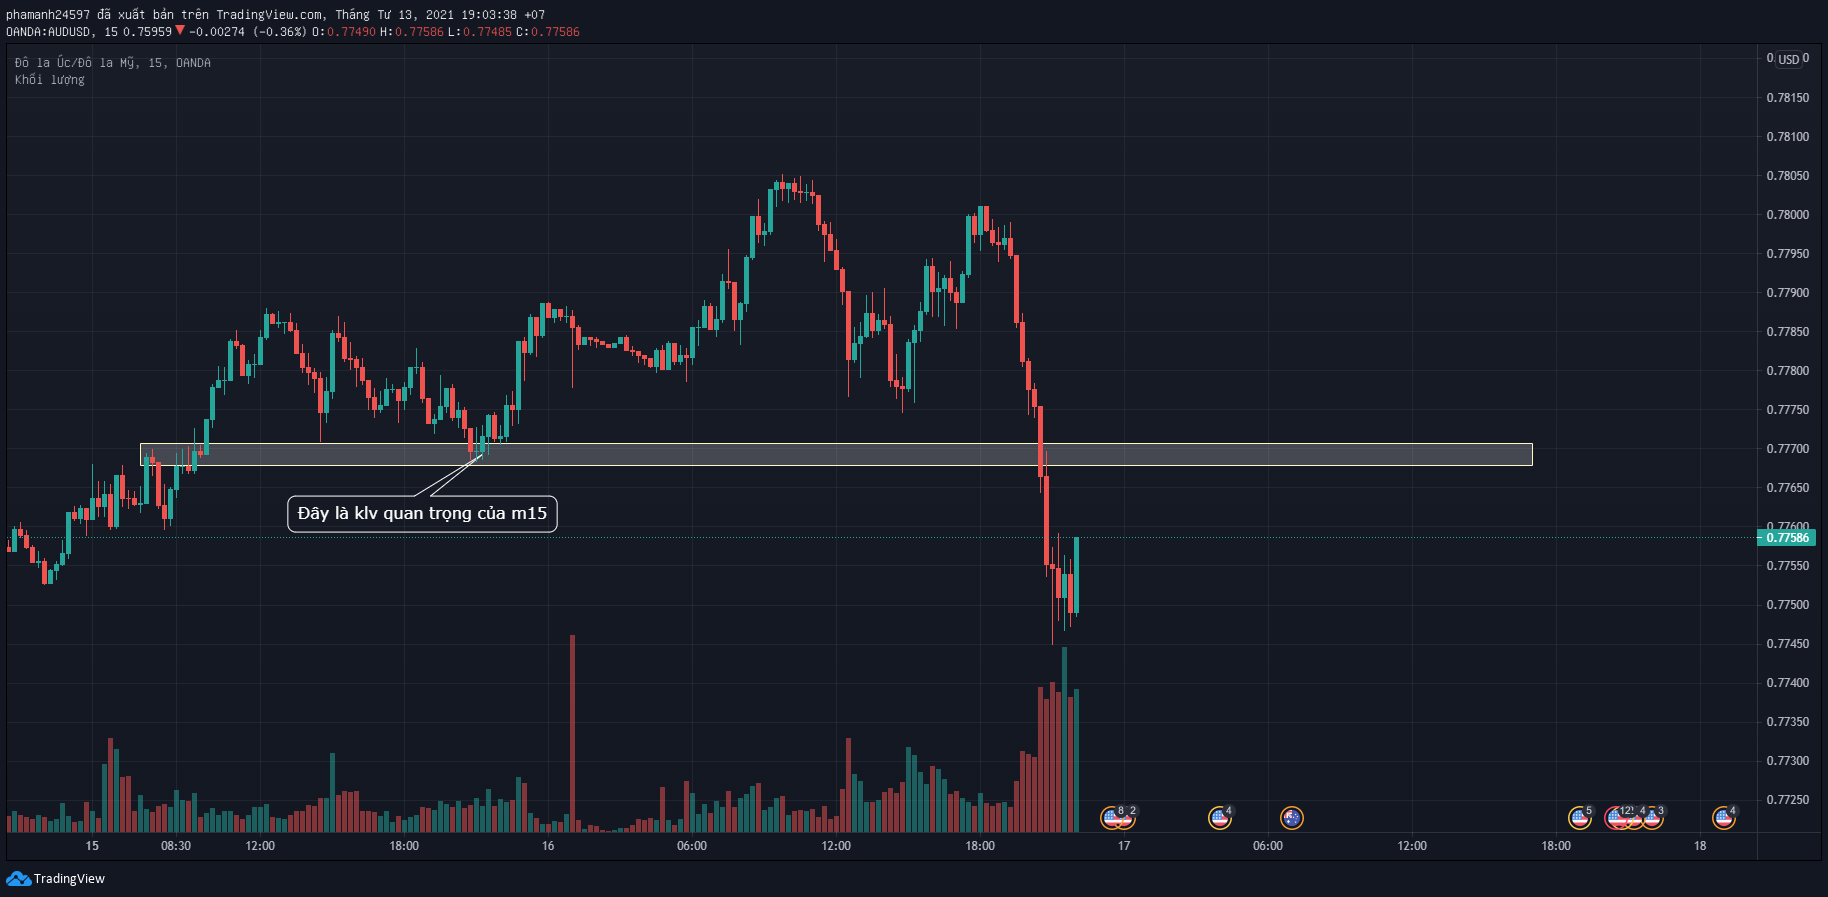 phamanh24597 đã xuất bản trên TradingView.com, Tháng Tư 13, 2021 19:03:38 +07
OANDA:AUDUSD, 15 0.75959 ▼ −0.00274 (−0.36%) O:0.77490 H:0.77586 L:0.77485 C:0.77586
Đô la Úc/Đô la Mỹ, 15, OANDA
Khối lượng
USD
0.78150
0.78100
0.78050
0.78000
0.77950
0.77900
0.77850
0.77800
0.77750
0.77700
0.77650
0.77600
0.77586
0.77550
0.77500
0.77450
0.77400
0.77350
0.77300
0.77250
Đây là klv quan trọng của m15
8 2 4 5 12 4 3 4
15 08:30 12:00 18:00 16 06:00 12:00 18:00 17 06:00 12:00 18:00 18
TradingView